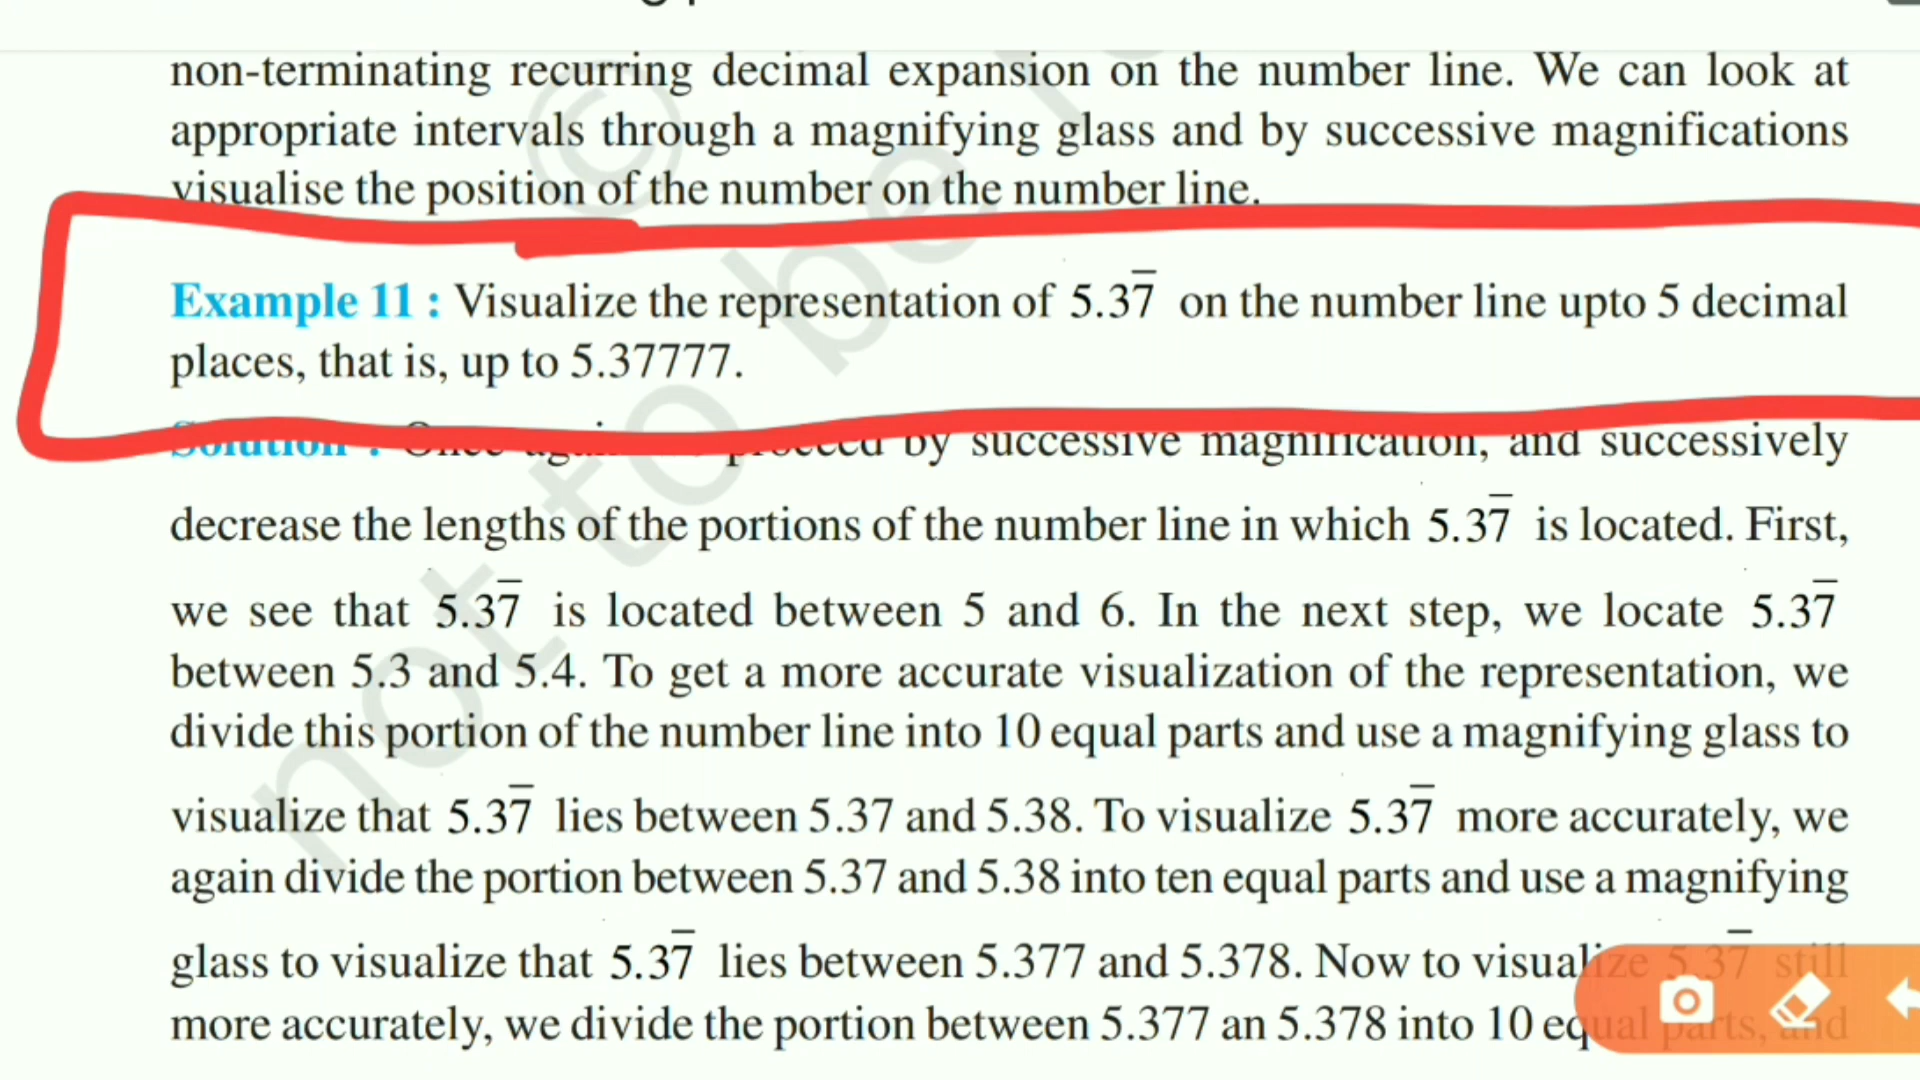 non-terminating recurring decimal expansion on the number line. We can look at
appropriate intervals through a magnifying glass and by successive magnifications
visualise the position of the number on the number line.
Example 11 : Visualize the representation of 5.37̅ on the number line upto 5 decimal
places, that is, up to 5.37777.
Solution : Once again proceed by successive magnification, and successively
decrease the lengths of the portions of the number line in which 5.37̅ is located. First,
we see that 5.37̅ is located between 5 and 6. In the next step, we locate 5.37̅
between 5.3 and 5.4. To get a more accurate visualization of the representation, we
divide this portion of the number line into 10 equal parts and use a magnifying glass to
visualize that 5.37̅ lies between 5.37 and 5.38. To visualize 5.37̅ more accurately, we
again divide the portion between 5.37 and 5.38 into ten equal parts and use a magnifying
glass to visualize that 5.37̅ lies between 5.377 and 5.378. Now to visualize 5.37̅ still
more accurately, we divide the portion between 5.377 an 5.378 into 10 equal parts, and
©
not to be